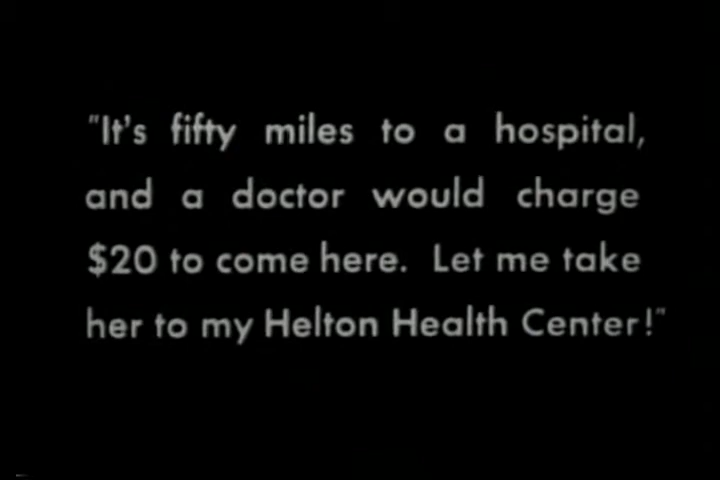 "It's fifty miles to a hospital,
and a doctor would charge
$20 to come here. Let me take
her to my Helton Health Center!"